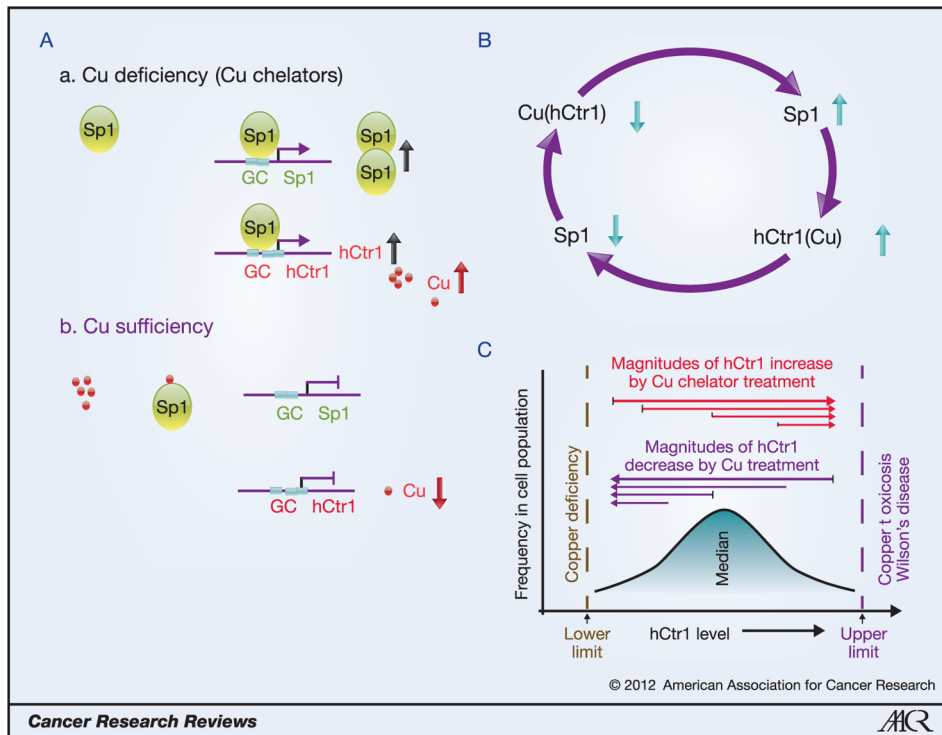 A
a. Cu deficiency (Cu chelators)
Sp1
Sp1
Sp1
Sp1
GC Sp1
Sp1
GC hCtr1
hCtr1
Cu
b. Cu sufficiency
Sp1
GC Sp1
GC hCtr1
Cu
B
Cu(hCtr1)
Sp1
Sp1
hCtr1(Cu)
C
Magnitudes of hCtr1 increase
by Cu chelator treatment
Magnitudes of hCtr1
decrease by Cu treatment
Frequency in cell population
Copper deficiency
Median
Copper t oxicosis
Wilson's disease
Lower
limit
hCtr1 level
Upper
limit
© 2012 American Association for Cancer Research
Cancer Research Reviews
AACR